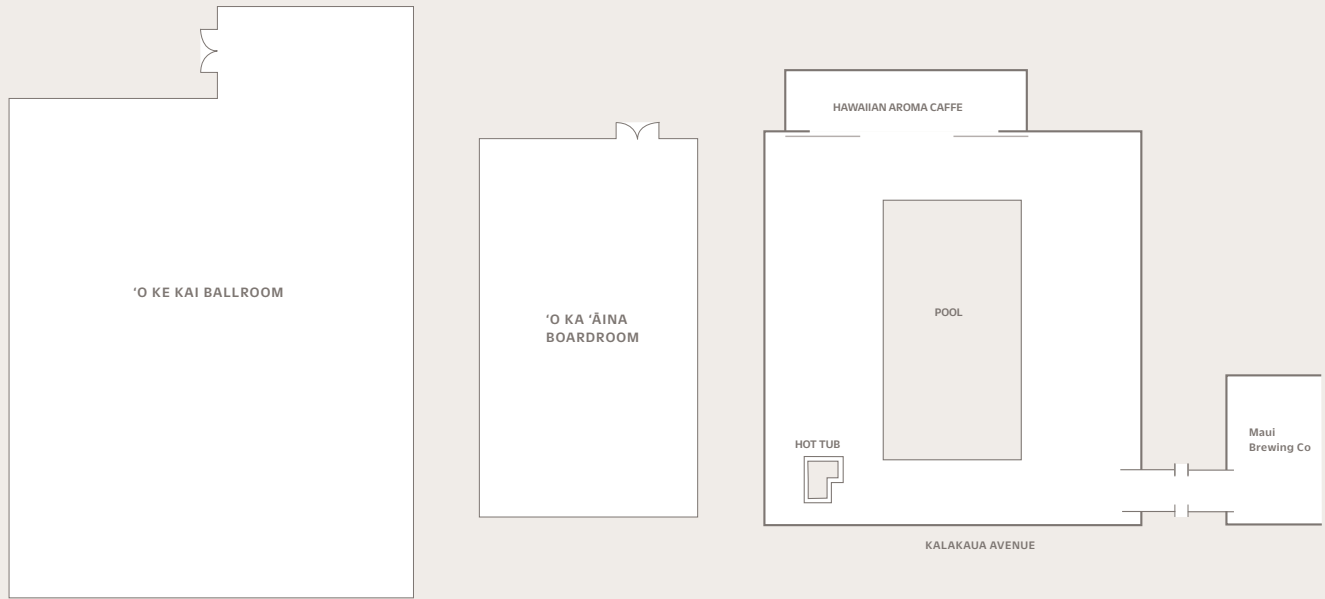 ‘O KE KAI BALLROOM
‘O KA ‘ĀINA
BOARDROOM
HAWAIIAN AROMA CAFFE
POOL
HOT TUB
Maui
Brewing Co
KALAKAUA AVENUE